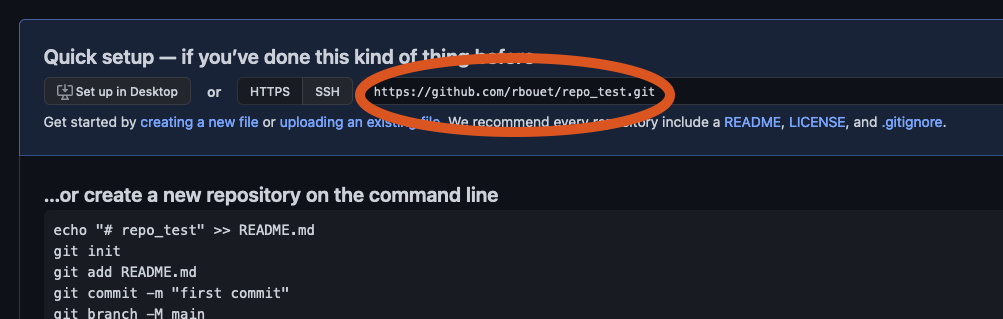 Quick setup — if you've done this kind of thing before
Set up in Desktop or HTTPS SSH https://github.com/rbouet/repo_test.git
Get started by creating a new file or uploading an existing file. We recommend every repository include a README, LICENSE, and .gitignore.
...or create a new repository on the command line
echo "# repo_test" >> README.md
git init
git add README.md
git commit -m "first commit"
git branch -M main